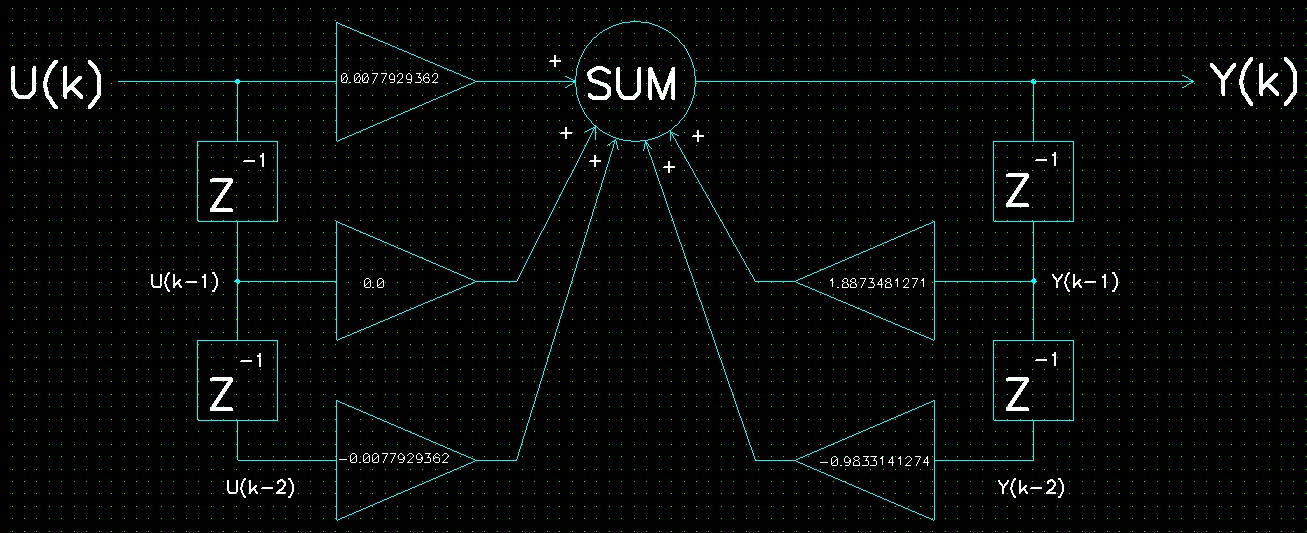 U(k)
0.0077929362
+
SUM
Y(k)
+
+
+
+
Z
-1
Z
-1
U(k-1)
0.0
1.8873481271
Y(k-1)
Z
-1
Z
-1
-0.0077929362
-0.9833141274
U(k-2)
Y(k-2)